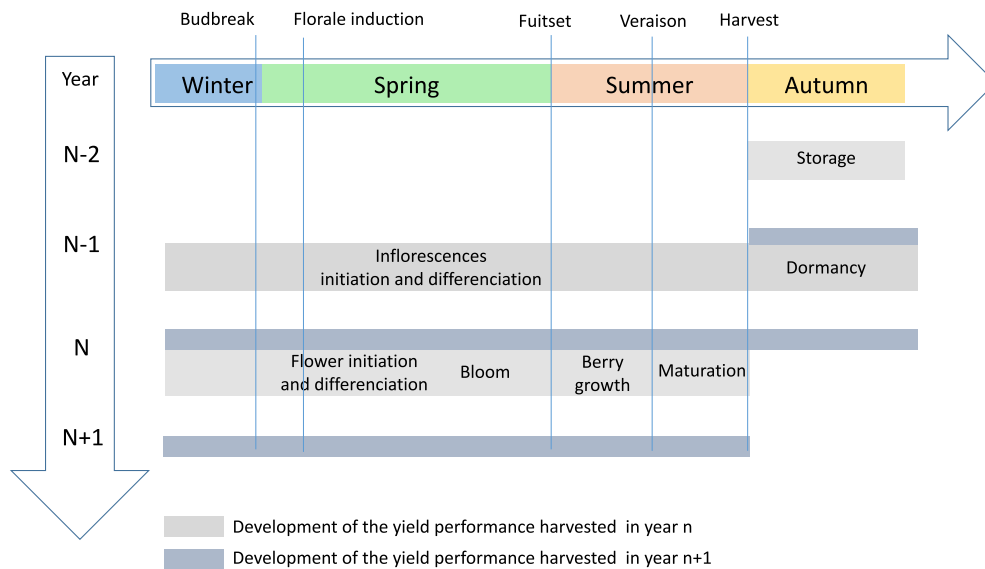 Budbreak
Florale induction
Fuitset
Veraison
Harvest
Year
Winter
Spring
Summer
Autumn
N-2
Storage
N-1
Inflorescences
initiation and differenciation
Dormancy
N
Flower initiation
and differenciation
Bloom
Berry
growth
Maturation
N+1
Development of the yield performance harvested in year n
Development of the yield performance harvested in year n+1